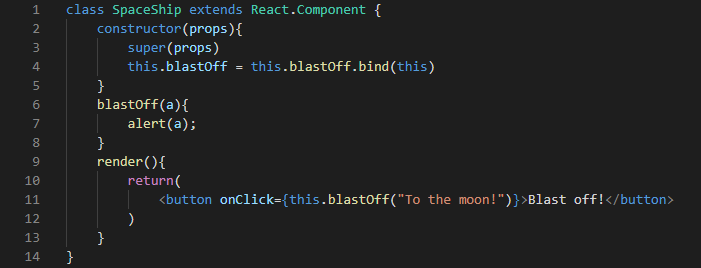 1 class SpaceShip extends React.Component {
2 constructor(props){
3 super(props)
4 this.blastOff = this.blastOff.bind(this)
5 }
6 blastOff(a){
7 alert(a);
8 }
9 render(){
10 return(
11 <button onClick={this.blastOff("To the moon!")}>Blast off!</button>
12 )
13 }
14 }